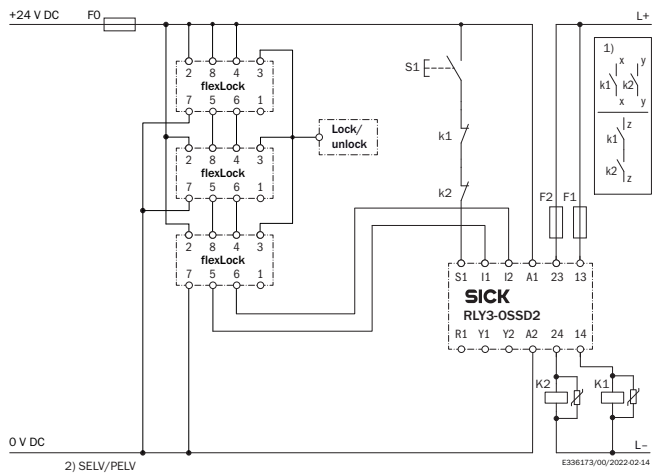 +24 V DC F0 L+
2 8 4 3
flexLock
7 5 6 1
2 8 4 3
flexLock
7 5 6 1
2 8 4 3
flexLock
7 5 6 1
Lock/
unlock
S1
k1
k2
1)
x y
k1 k2
x y
z
k1
k2
z
F2 F1
S1 I1 I2 A1 23 13
SICK
RLY3-OSSD2
R1 Y1 Y2 A2 24 14
K2 K1
0 V DC L–
2) SELV/PELV
E336173/00/2022-02-14